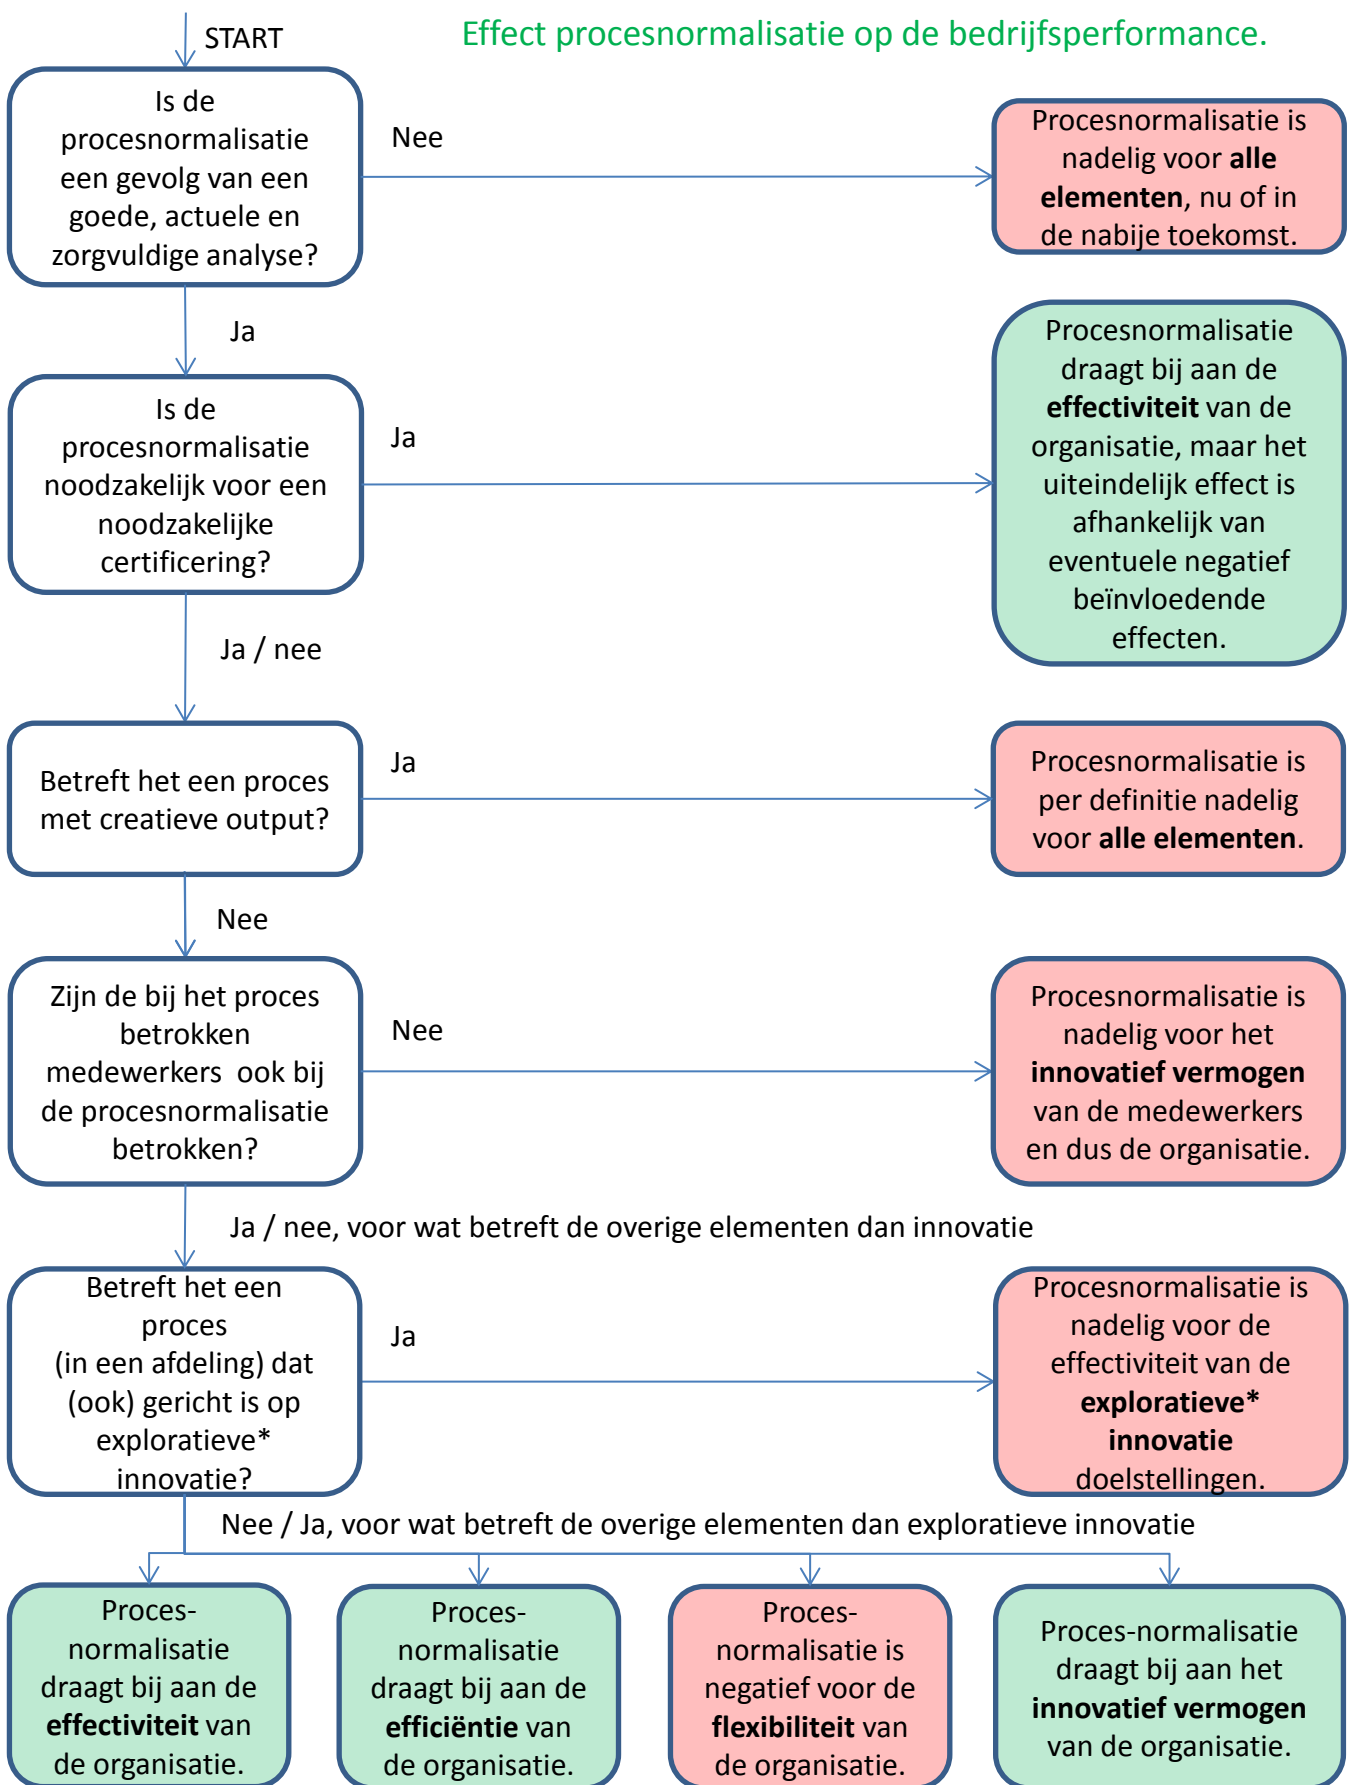 START
Effect procesnormalisatie op de bedrijfsperformance.
Is de
procesnormalisatie
een gevolg van een
goede, actuele en
zorgvuldige analyse?
Nee
Procesnormalisatie is
nadelig voor alle
elementen, nu of in
de nabije toekomst.
Ja
Is de
procesnormalisatie
noodzakelijk voor een
noodzakelijke
certificering?
Ja
Procesnormalisatie
draagt bij aan de
effectiviteit van de
organisatie, maar het
uiteindelijk effect is
afhankelijk van
eventuele negatief
beïnvloedende
effecten.
Ja / nee
Betreft het een proces
met creatieve output?
Ja
Procesnormalisatie is
per definitie nadelig
voor alle elementen.
Nee
Zijn de bij het proces
betrokken
medewerkers ook bij
de procesnormalisatie
betrokken?
Nee
Procesnormalisatie is
nadelig voor het
innovatief vermogen
van de medewerkers
en dus de organisatie.
Ja / nee, voor wat betreft de overige elementen dan innovatie
Betreft het een
proces
(in een afdeling) dat
(ook) gericht is op
exploratieve*
innovatie?
Ja
Procesnormalisatie is
nadelig voor de
effectiviteit van de
exploratieve*
innovatie
doelstellingen.
Nee / Ja, voor wat betreft de overige elementen dan exploratieve innovatie
Proces-
normalisatie
draagt bij aan de
effectiviteit van
de organisatie.
Proces-
normalisatie
draagt bij aan de
efficiëntie van
de organisatie.
Proces-
normalisatie is
negatief voor de
flexibiliteit van
de organisatie.
Proces-normalisatie
draagt bij aan het
innovatief vermogen
van de organisatie.